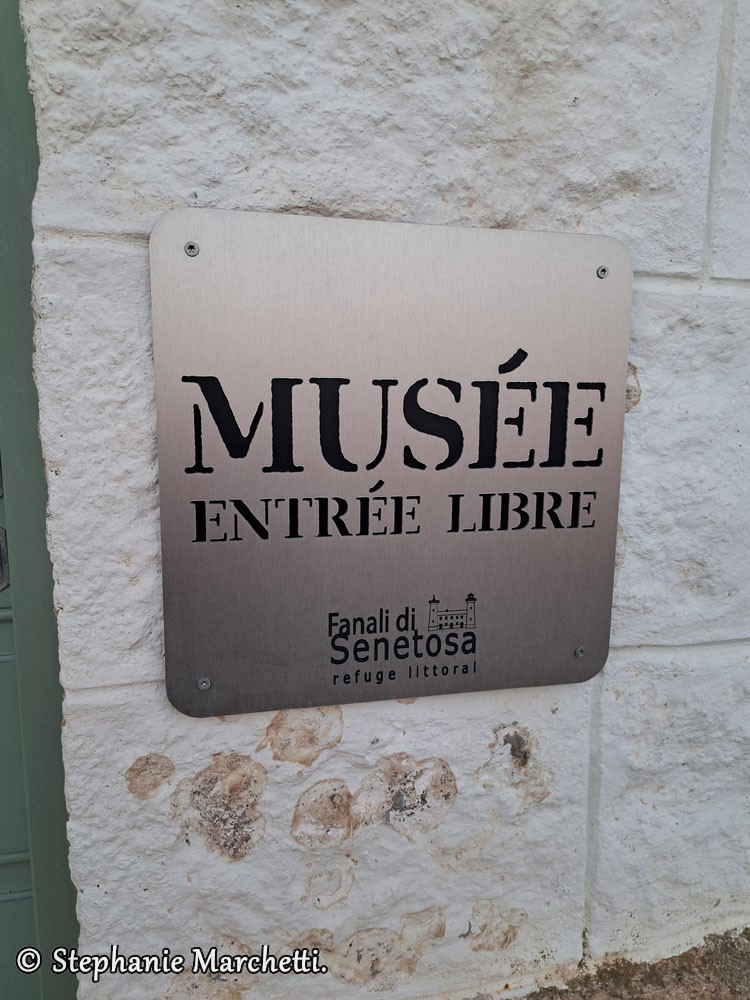 MUSÉE
ENTRÉE LIBRE
Fanali di
Senetosa
refuge littoral
© Stephanie Marchetti.